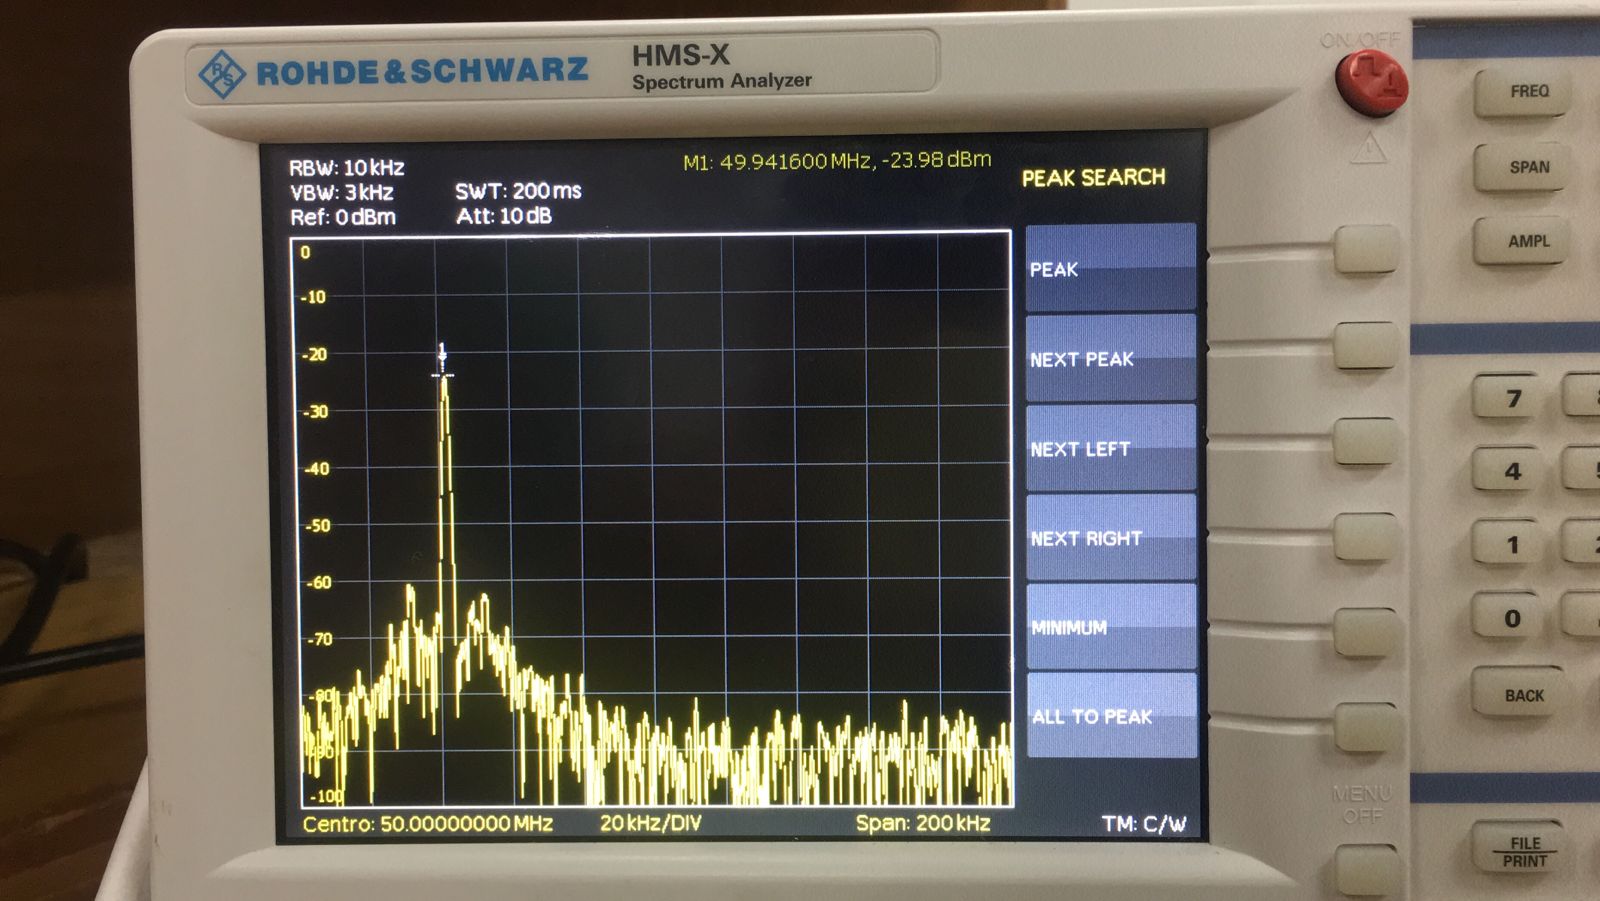 R S
ROHDE&SCHWARZ
HMS-X
Spectrum Analyzer
ON/OFF
RBW: 10 kHz
VBW: 3 kHz
SWT: 200 ms
Ref: 0 dBm
Att: 10 dB
M1: 49.941600 MHz, -23.98 dBm
PEAK SEARCH
0
-10
-20
-30
-40
-50
-60
-70
-80
-90
-100
1
PEAK
NEXT PEAK
NEXT LEFT
NEXT RIGHT
MINIMUM
ALL TO PEAK
Centro: 50.00000000 MHz
20 kHz/DIV
Span: 200 kHz
TM: C/W
FREQ
SPAN
AMPL
7
4
1
0
BACK
MENU
OFF
FILE
PRINT